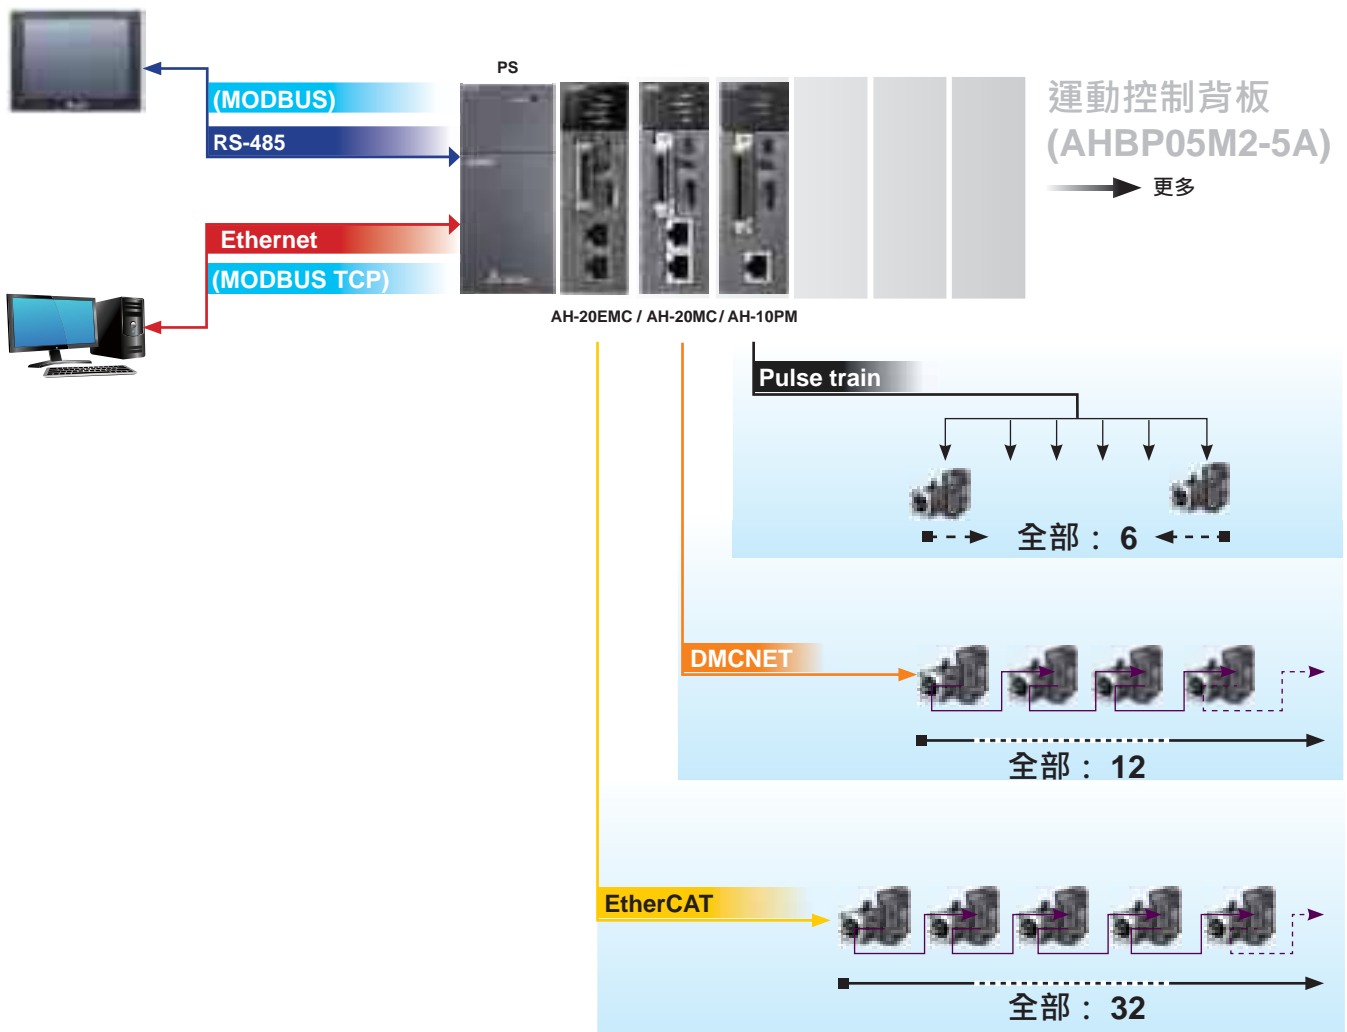 PS
(MODBUS)
RS-485
Ethernet
(MODBUS TCP)
運動控制背板
(AHBP05M2-5A)
更多
AH-20EMC / AH-20MC / AH-10PM
Pulse train
全部： 6
DMCNET
全部： 12
EtherCAT
全部： 32